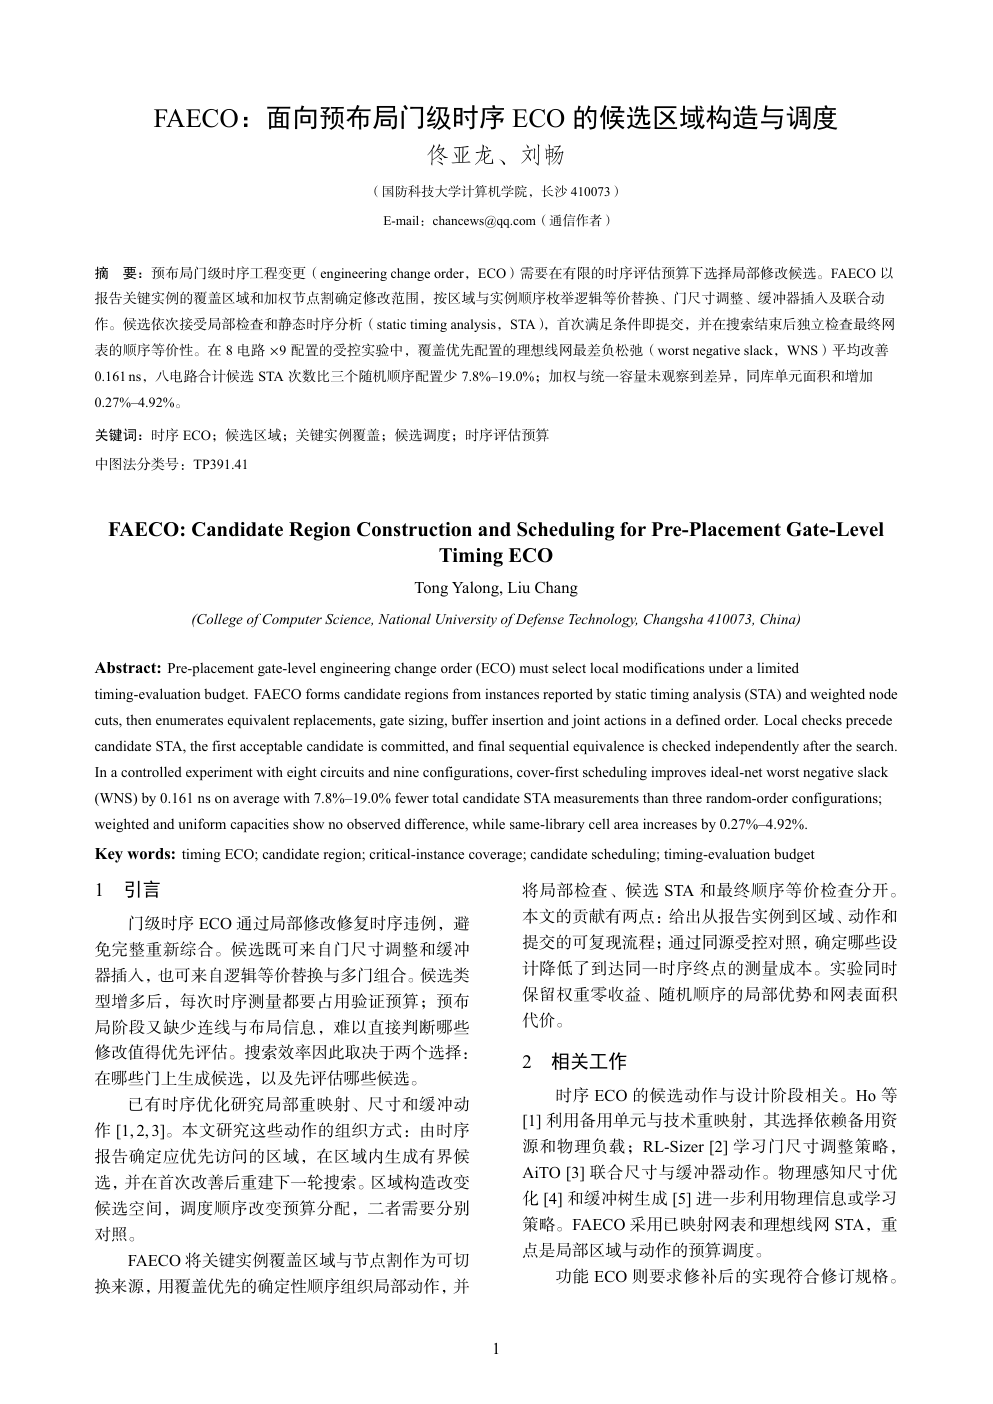 FAECO：面向预布局门级时序 ECO 的候选区域构造与调度
佟亚龙、刘畅
（国防科技大学计算机学院，长沙 410073）
E-mail：chancews@qq.com（通信作者）
摘　要：预布局门级时序工程变更（engineering change order，ECO）需要在有限的时序评估预算下选择局部修改候选。FAECO 以
报告关键实例的覆盖区域和加权节点割确定修改范围，按区域与实例顺序枚举逻辑等价替换、门尺寸调整、缓冲器插入及联合动
作。候选依次接受局部检查和静态时序分析（static timing analysis，STA），首次满足条件即提交，并在搜索结束后独立检查最终网
表的顺序等价性。在 8 电路 ×9 配置的受控实验中，覆盖优先配置的理想线网最差负松弛（worst negative slack，WNS）平均改善
0.161 ns，八电路合计候选 STA 次数比三个随机顺序配置少 7.8%–19.0%；加权与统一容量未观察到差异，同库单元面积和增加
0.27%–4.92%。
关键词：时序 ECO；候选区域；关键实例覆盖；候选调度；时序评估预算
中图法分类号：TP391.41
FAECO: Candidate Region Construction and Scheduling for Pre-Placement Gate-Level
Timing ECO
Tong Yalong, Liu Chang
(College of Computer Science, National University of Defense Technology, Changsha 410073, China)
Abstract: Pre-placement gate-level engineering change order (ECO) must select local modifications under a limited
timing-evaluation budget. FAECO forms candidate regions from instances reported by static timing analysis (STA) and weighted node
cuts, then enumerates equivalent replacements, gate sizing, buffer insertion and joint actions in a defined order. Local checks precede
candidate STA, the first acceptable candidate is committed, and final sequential equivalence is checked independently after the search.
In a controlled experiment with eight circuits and nine configurations, cover-first scheduling improves ideal-net worst negative slack
(WNS) by 0.161 ns on average with 7.8%–19.0% fewer total candidate STA measurements than three random-order configurations;
weighted and uniform capacities show no observed difference, while same-library cell area increases by 0.27%–4.92%.
Key words: timing ECO; candidate region; critical-instance coverage; candidate scheduling; timing-evaluation budget
1　引言
门级时序 ECO 通过局部修改修复时序违例，避
免完整重新综合。候选既可来自门尺寸调整和缓冲
器插入，也可来自逻辑等价替换与多门组合。候选类
型增多后，每次时序测量都要占用验证预算；预布
局阶段又缺少连线与布局信息，难以直接判断哪些
修改值得优先评估。搜索效率因此取决于两个选择：
在哪些门上生成候选，以及先评估哪些候选。
已有时序优化研究局部重映射、尺寸和缓冲动
作 [1,2,3]。本文研究这些动作的组织方式：由时序
报告确定应优先访问的区域，在区域内生成有界候
选，并在首次改善后重建下一轮搜索。区域构造改变
候选空间，调度顺序改变预算分配，二者需要分别
对照。
FAECO 将关键实例覆盖区域与节点割作为可切
换来源，用覆盖优先的确定性顺序组织局部动作，并
将局部检查、候选 STA 和最终顺序等价检查分开。
本文的贡献有两点：给出从报告实例到区域、动作和
提交的可复现流程；通过同源受控对照，确定哪些设
计降低了到达同一时序终点的测量成本。实验同时
保留权重零收益、随机顺序的局部优势和网表面积
代价。
2　相关工作
时序 ECO 的候选动作与设计阶段相关。Ho 等
[1] 利用备用单元与技术重映射，其选择依赖备用资
源和物理负载；RL-Sizer [2] 学习门尺寸调整策略，
AiTO [3] 联合尺寸与缓冲器动作。物理感知尺寸优
化 [4] 和缓冲树生成 [5] 进一步利用物理信息或学习
策略。FAECO 采用已映射网表和理想线网 STA，重
点是局部区域与动作的预算调度。
功能 ECO 则要求修补后的实现符合修订规格。
1